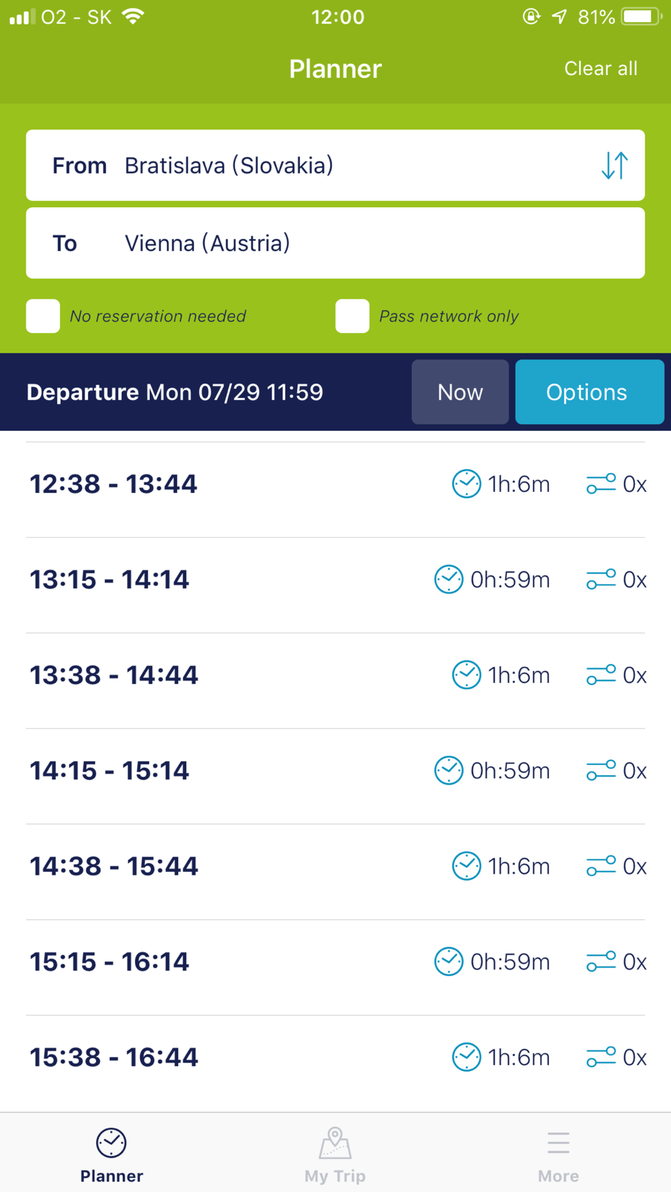 O2 - SK 12:00 81%
Planner Clear all
From Bratislava (Slovakia)
To Vienna (Austria)
No reservation needed Pass network only
Departure Mon 07/29 11:59 Now Options
12:38 - 13:44 1h:6m 0x
13:15 - 14:14 0h:59m 0x
13:38 - 14:44 1h:6m 0x
14:15 - 15:14 0h:59m 0x
14:38 - 15:44 1h:6m 0x
15:15 - 16:14 0h:59m 0x
15:38 - 16:44 1h:6m 0x
Planner My Trip More